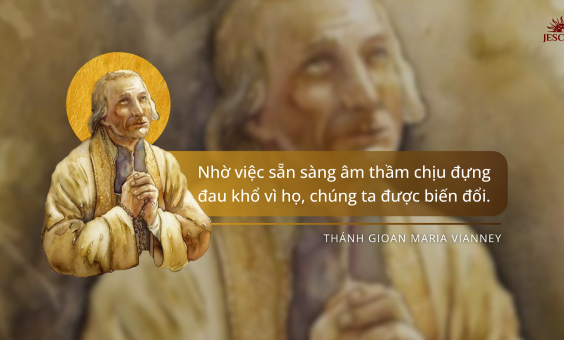 Nhờ việc sẵn sàng âm thầm chịu đựng
đau khổ vì họ, chúng ta được biến đổi.
THÁNH GIOAN MARIA VIANNEY